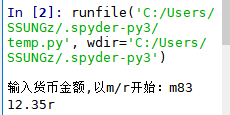 In [2]: runfile('C:/Users/
SSUNGz/.spyder-py3/
temp.py', wdir='C:/Users/
SSUNGz/.spyder-py3')
输入货币金额,以m/r开始：m83
12.35r